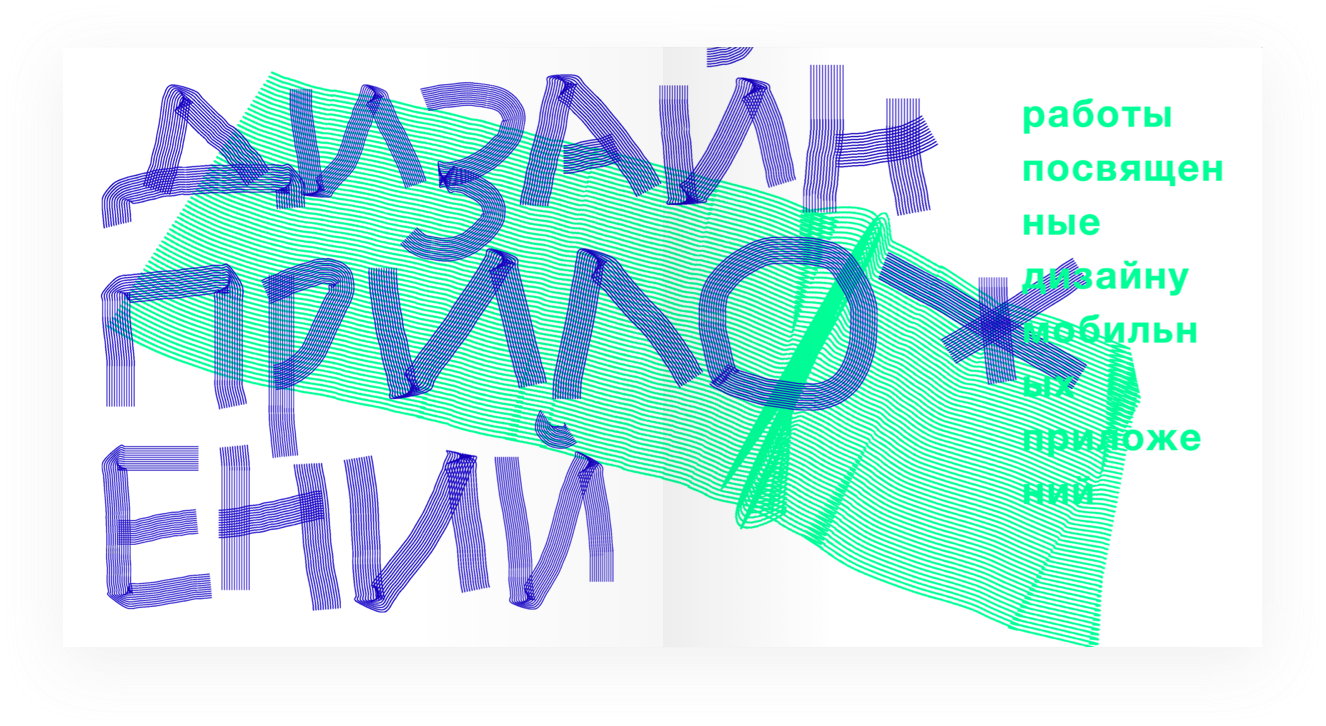 ДИЗАЙН
ПРИЛОЖ
ЕНИЙ
работы
посвящен
ные
дизайну
мобильн
ых
приложе
ний